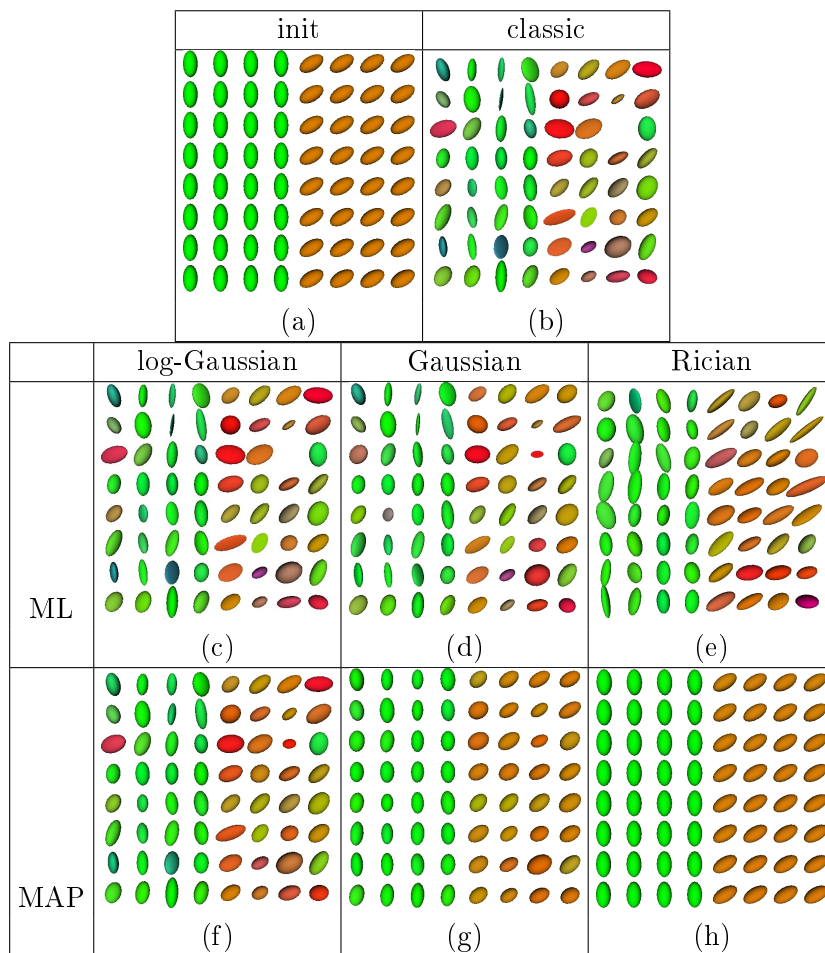 init classic
(a) (b)
log-Gaussian Gaussian Rician
ML
(c) (d) (e)
MAP
(f) (g) (h)